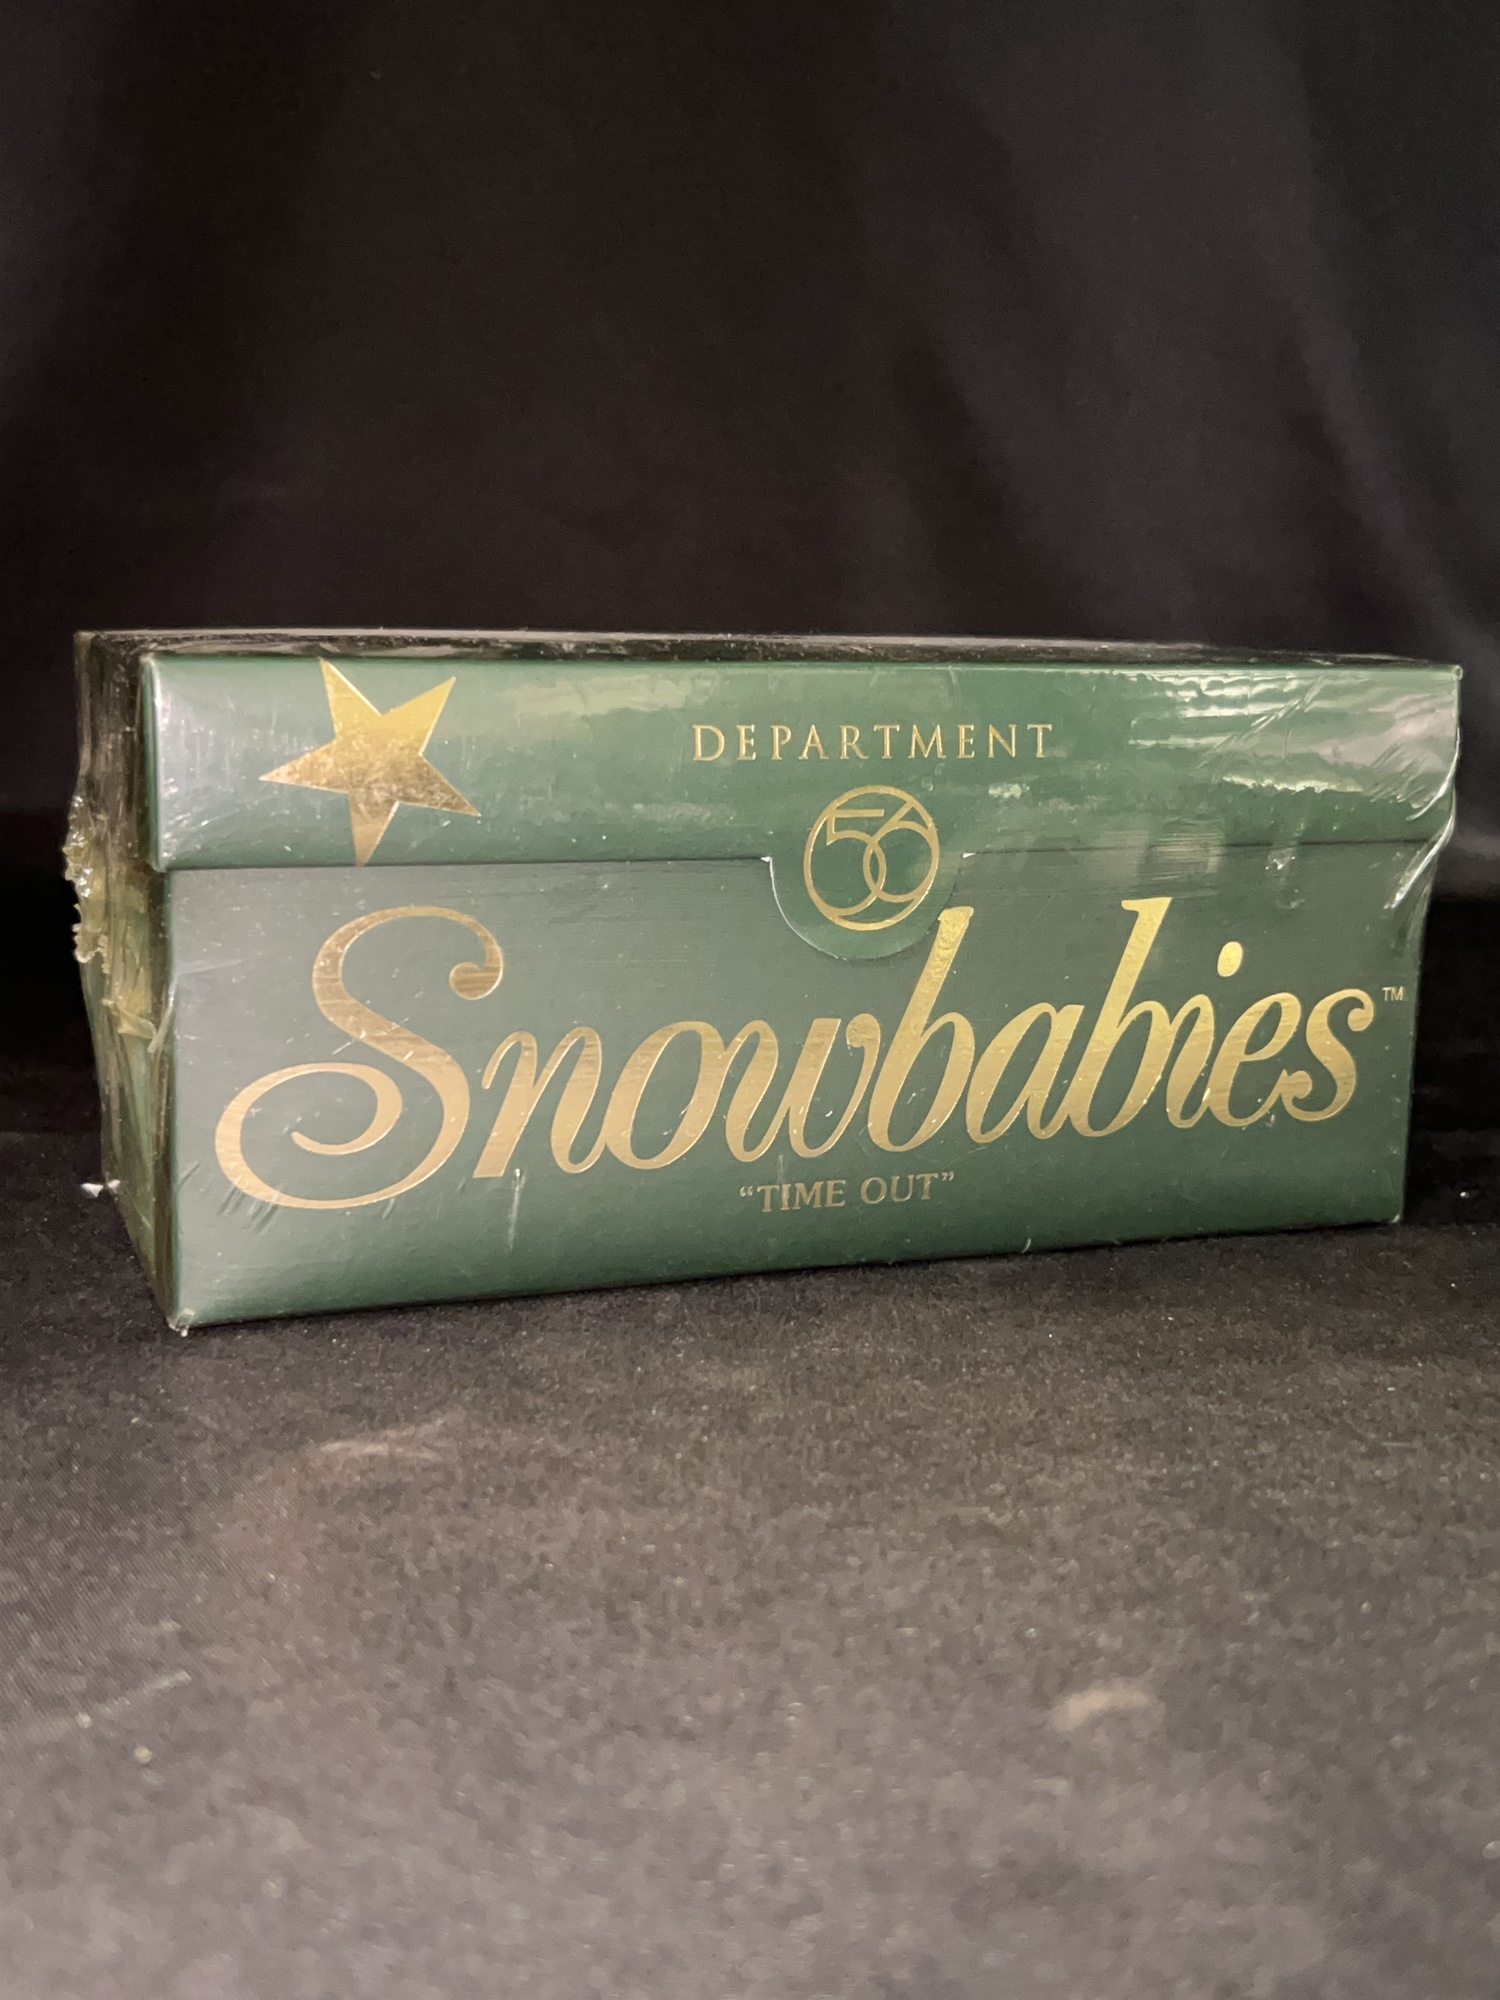 DEPARTMENT
56
Snowbabies™
“TIME OUT”